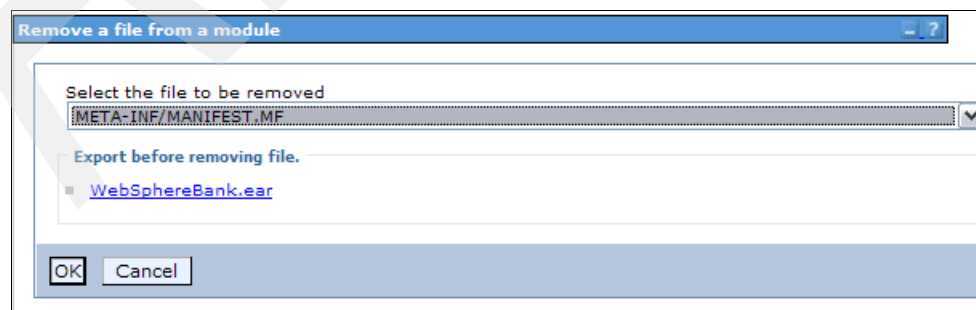 Remove a file from a module
- ?
Select the file to be removed
META-INF/MANIFEST.MF
Export before removing file.
WebSphereBank.ear
OK Cancel